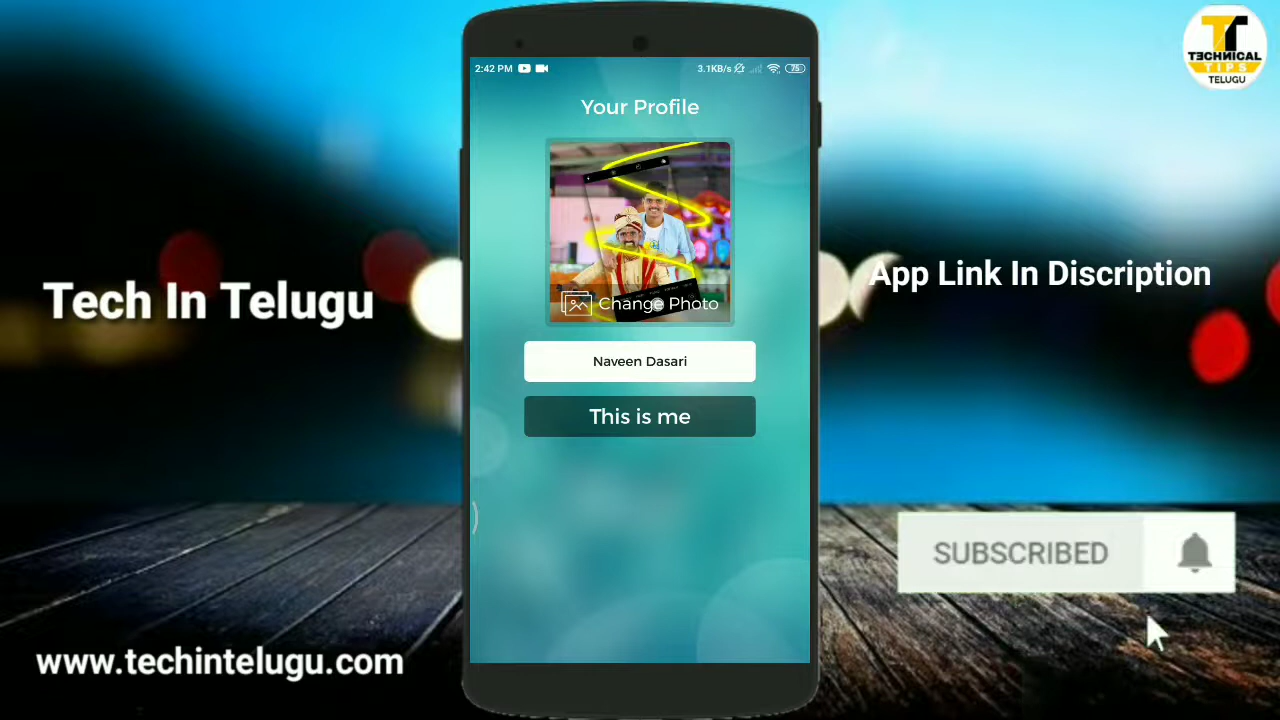 2:42 PM
3.1KB/s
75
Your Profile
Change Photo
Naveen Dasari
This is me
Tech In Telugu
www.techintelugu.com
TECHNICAL
TIPS
TELUGU
App Link In Discription
SUBSCRIBED